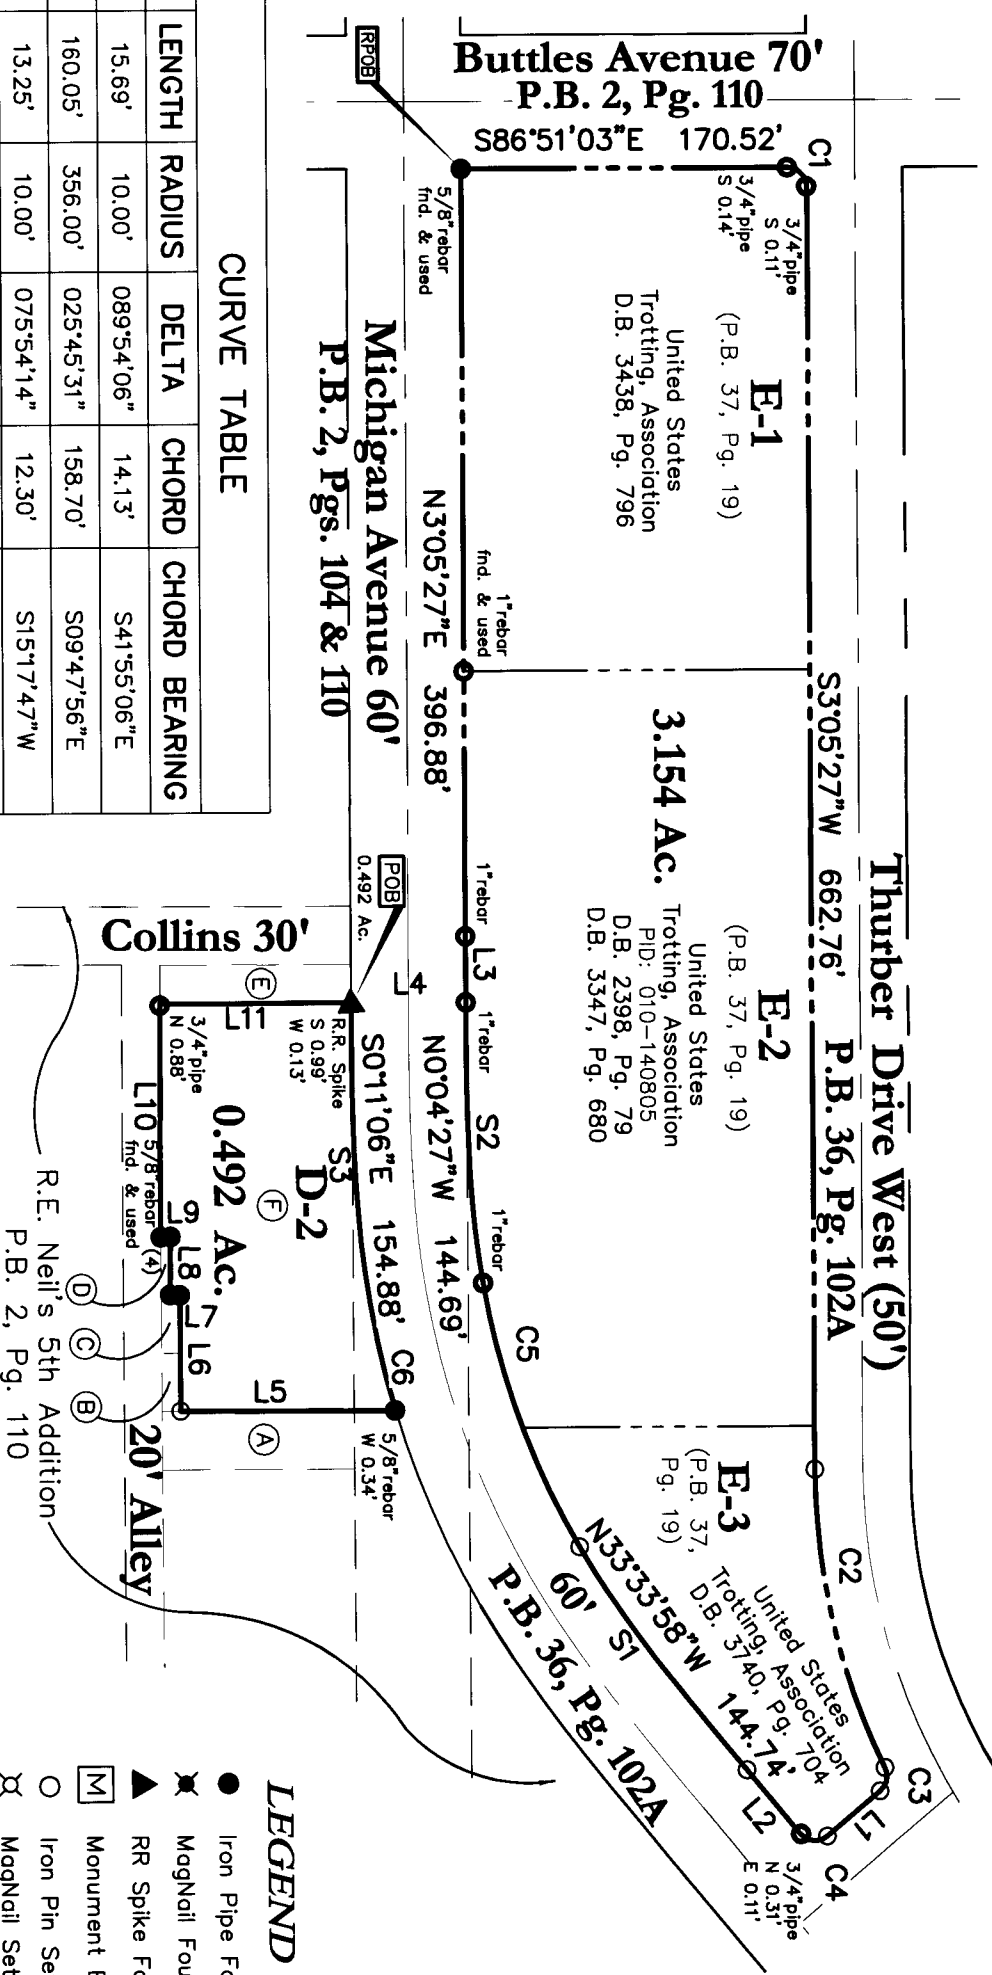 Buttles Avenue 70'
P.B. 2, Pg. 110
RPOB
S86°51'03"E 170.52'
C1
3/4"pipe
S 0.11'
3/4"pipe
S 0.14'
5/8"rebar
fnd. & used
E-1
(P.B. 37, Pg. 19)
United States
Trotting, Association
D.B. 3438, Pg. 796
Thurber Drive West (50')
P.B. 36, Pg. 102A
S3°05'27"W 662.76'
E-2
(P.B. 37, Pg. 19)
United States
Trotting, Association
PID: 010-140805
D.B. 2398, Pg. 79
D.B. 3347, Pg. 680
3.154 Ac.
E-3
(P.B. 37,
Pg. 19)
United States
Trotting, Association
D.B. 3740, Pg. 704
C2
C3
L1
C4
3/4"pipe
N 0.31'
E 0.11'
L2
N33°33'58"W 144.74'
S1
60'
P.B. 36, Pg. 102A
1"rebar
fnd. & used
N3°05'27"E 396.88'
1"rebar
L3
1"rebar
S2
1"rebar
C5
L4
N0°04'27"W 144.69'
Michigan Avenue 60'
P.B. 2, Pgs. 104 & 110
POB
0.492 Ac.
S0°11'06"E 154.88'
S3
C6
R.R. Spike
S 0.99'
W 0.13'
5/8"rebar
W 0.34'
D-2
F
0.492 Ac.
E
L11
3/4"pipe
N 0.88'
L10
5/8"rebar (4)
fnd. & used
L9
L8
L7
L6
L5
A
B
C
D
Collins 30'
20' Alley
R.E. Neil's 5th Addition
P.B. 2, Pg. 110
CURVE TABLE
LENGTH RADIUS DELTA CHORD CHORD BEARING
15.69' 10.00' 089°54'06" 14.13' S41°55'06"E
160.05' 356.00' 025°45'31" 158.70' S09°47'56"E
13.25' 10.00' 075°54'14" 12.30' S15°17'47"W
LEGEND
Iron Pipe Fo
MagNail Fou
RR Spike Fo
M Monument
Iron Pin Se
MagNail Set